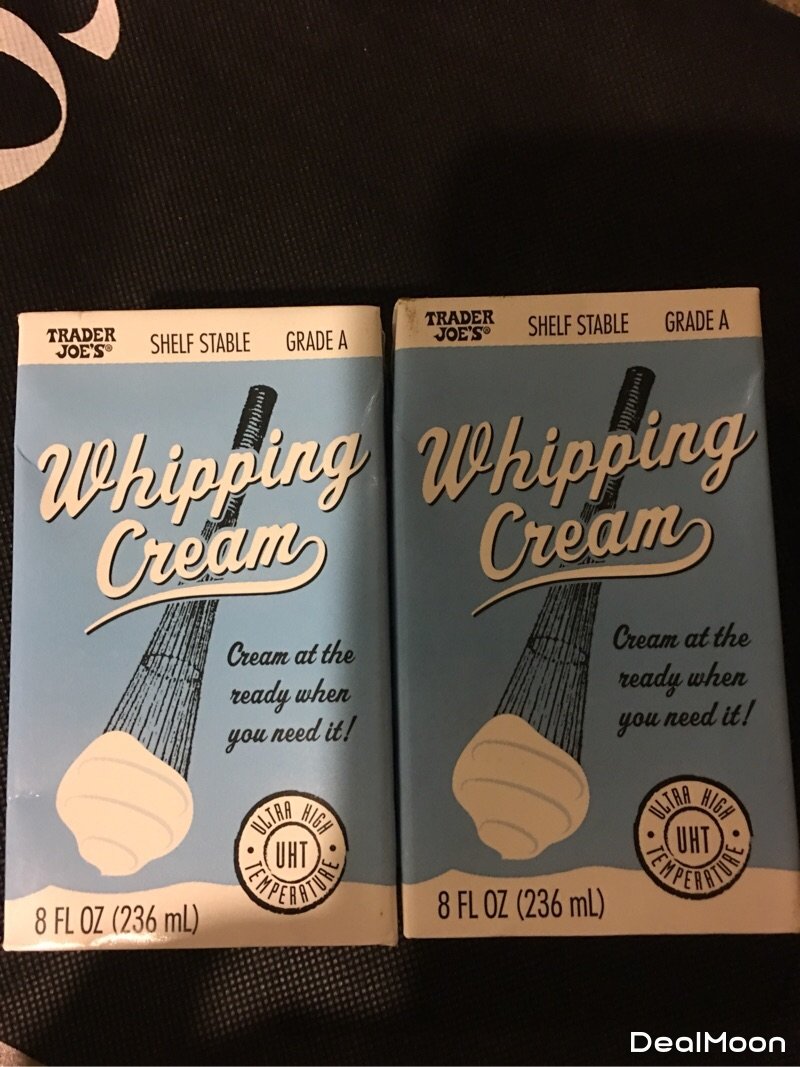 TRADER JOE'S® SHELF STABLE GRADE A
Whipping
Cream
Cream at the
ready when
you need it!
ULTRA HIGH
UHT
TEMPERATURE
8 FL OZ (236 mL)
TRADER JOE'S® SHELF STABLE GRADE A
Whipping
Cream
Cream at the
ready when
you need it!
ULTRA HIGH
UHT
TEMPERATURE
8 FL OZ (236 mL)
DealMoon